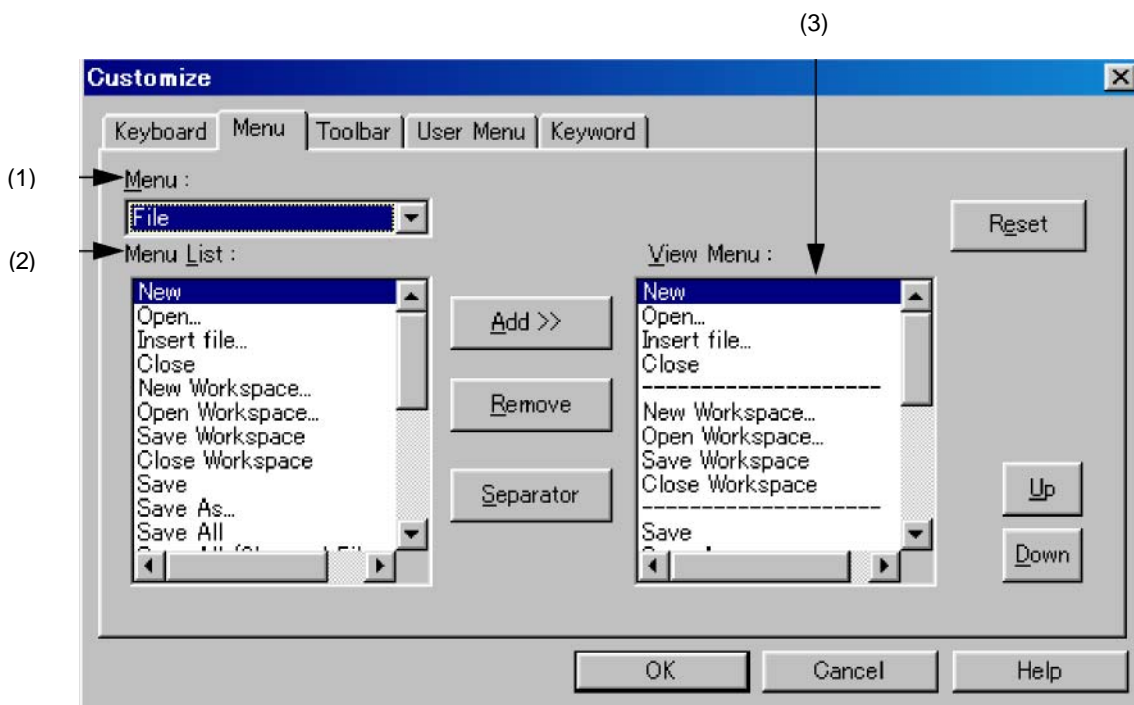 (3)
Customize
Keyboard Menu Toolbar User Menu Keyword
(1)
Menu :
File
Reset
(2)
Menu List :
View Menu :
New
Open...
Insert file...
Close
New Workspace...
Open Workspace...
Save Workspace
Close Workspace
Save
Save As...
Save All
Add >>
Remove
Separator
New
Open...
Insert file...
Close
--------------------
New Workspace...
Open Workspace...
Save Workspace
Close Workspace
--------------------
Save
Up
Down
OK Cancel Help